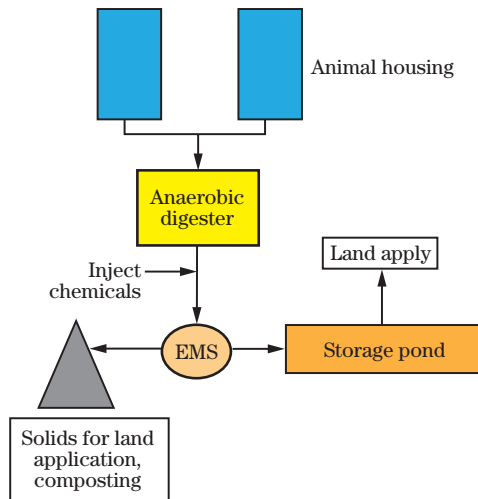 Animal housing
Anaerobic
digester
Inject
chemicals
Land apply
EMS
Storage pond
Solids for land
application,
composting